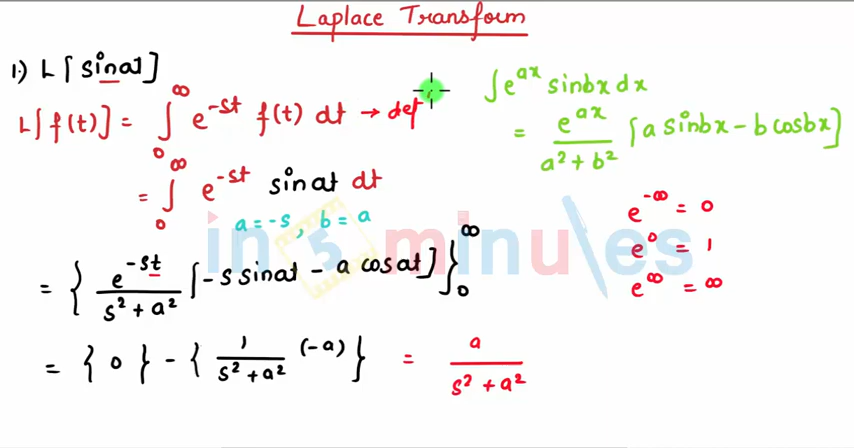 Laplace Transform
1) L[sinat]
L[f(t)] = ∫₀^∞ e^-st f(t) dt → def
= ∫₀^∞ e^-st sinat dt
a = -s, b = a
= { e^-st / s² + a² [-s sinat - a cosat] }₀^∞
= { 0 } - { 1 / s² + a² (-a) } = a / s² + a²
∫ e^ax sinbx dx
= e^ax / a² + b² [a sinbx - b cosbx]
e^-∞ = 0
e^0 = 1
e^∞ = ∞
in 5 minutes